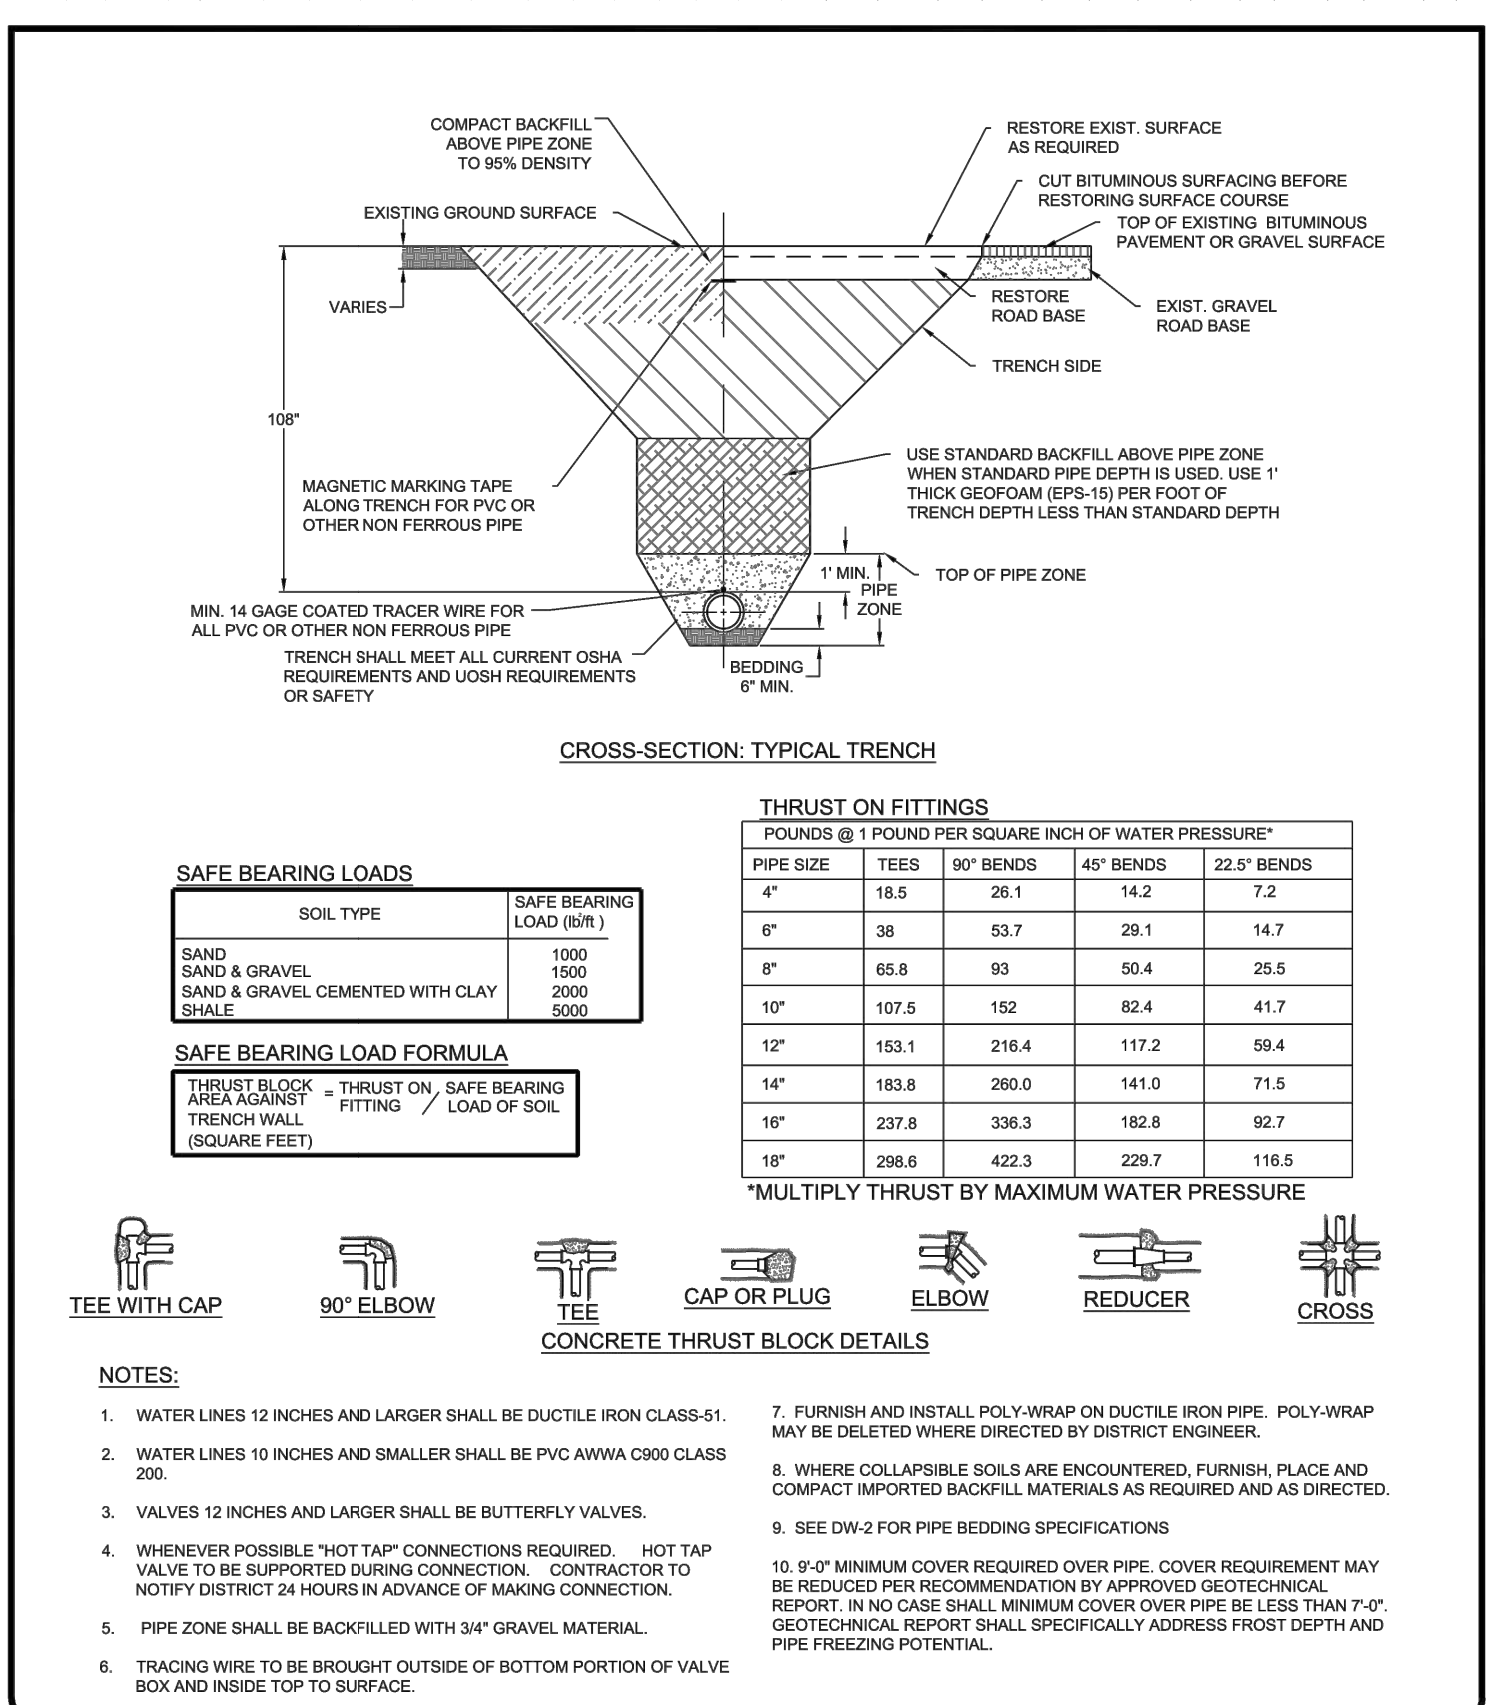 COMPACT BACKFILL
ABOVE PIPE ZONE
TO 95% DENSITY
EXISTING GROUND SURFACE
VARIES
108"
MAGNETIC MARKING TAPE
ALONG TRENCH FOR PVC OR
OTHER NON FERROUS PIPE
MIN. 14 GAGE COATED TRACER WIRE FOR
ALL PVC OR OTHER NON FERROUS PIPE
TRENCH SHALL MEET ALL CURRENT OSHA
REQUIREMENTS AND UOSH REQUIREMENTS
OR SAFETY
RESTORE EXIST. SURFACE
AS REQUIRED
CUT BITUMINOUS SURFACING BEFORE
RESTORING SURFACE COURSE
TOP OF EXISTING BITUMINOUS
PAVEMENT OR GRAVEL SURFACE
RESTORE
ROAD BASE
EXIST. GRAVEL
ROAD BASE
TRENCH SIDE
USE STANDARD BACKFILL ABOVE PIPE ZONE
WHEN STANDARD PIPE DEPTH IS USED. USE 1'
THICK GEOFOAM (EPS-15) PER FOOT OF
TRENCH DEPTH LESS THAN STANDARD DEPTH
1' MIN.
PIPE
ZONE
TOP OF PIPE ZONE
BEDDING
6" MIN.
CROSS-SECTION: TYPICAL TRENCH
SAFE BEARING LOADS
SOIL TYPE SAFE BEARING
LOAD (lb/ft²)
SAND 1000
SAND & GRAVEL 1500
SAND & GRAVEL CEMENTED WITH CLAY 2000
SHALE 5000
SAFE BEARING LOAD FORMULA
THRUST BLOCK
AREA AGAINST
TRENCH WALL
(SQUARE FEET)
= THRUST ON / SAFE BEARING
FITTING LOAD OF SOIL
THRUST ON FITTINGS
POUNDS @ 1 POUND PER SQUARE INCH OF WATER PRESSURE*
PIPE SIZE TEES 90° BENDS 45° BENDS 22.5° BENDS
4" 18.5 26.1 14.2 7.2
6" 38 53.7 29.1 14.7
8" 65.8 93 50.4 25.5
10" 107.5 152 82.4 41.7
12" 153.1 216.4 117.2 59.4
14" 183.8 260.0 141.0 71.5
16" 237.8 336.3 182.8 92.7
18" 298.6 422.3 229.7 116.5
*MULTIPLY THRUST BY MAXIMUM WATER PRESSURE
TEE WITH CAP
90° ELBOW
TEE
CAP OR PLUG
ELBOW
REDUCER
CROSS
CONCRETE THRUST BLOCK DETAILS
NOTES:
1. WATER LINES 12 INCHES AND LARGER SHALL BE DUCTILE IRON CLASS-51.
2. WATER LINES 10 INCHES AND SMALLER SHALL BE PVC AWWA C900 CLASS
200.
3. VALVES 12 INCHES AND LARGER SHALL BE BUTTERFLY VALVES.
4. WHENEVER POSSIBLE "HOT TAP" CONNECTIONS REQUIRED. HOT TAP
VALVE TO BE SUPPORTED DURING CONNECTION. CONTRACTOR TO
NOTIFY DISTRICT 24 HOURS IN ADVANCE OF MAKING CONNECTION.
5. PIPE ZONE SHALL BE BACKFILLED WITH 3/4" GRAVEL MATERIAL.
6. TRACING WIRE TO BE BROUGHT OUTSIDE OF BOTTOM PORTION OF VALVE
BOX AND INSIDE TOP TO SURFACE.
7. FURNISH AND INSTALL POLY-WRAP ON DUCTILE IRON PIPE. POLY-WRAP
MAY BE DELETED WHERE DIRECTED BY DISTRICT ENGINEER.
8. WHERE COLLAPSIBLE SOILS ARE ENCOUNTERED, FURNISH, PLACE AND
COMPACT IMPORTED BACKFILL MATERIALS AS REQUIRED AND AS DIRECTED.
9. SEE DW-2 FOR PIPE BEDDING SPECIFICATIONS
10. 9'-0" MINIMUM COVER REQUIRED OVER PIPE. COVER REQUIREMENT MAY
BE REDUCED PER RECOMMENDATION BY APPROVED GEOTECHNICAL
REPORT. IN NO CASE SHALL MINIMUM COVER OVER PIPE BE LESS THAN 7'-0".
GEOTECHNICAL REPORT SHALL SPECIFICALLY ADDRESS FROST DEPTH AND
PIPE FREEZING POTENTIAL.